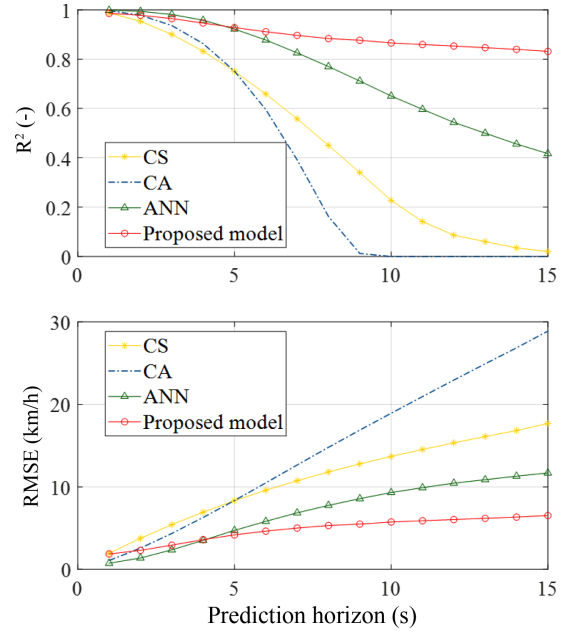 1
0.8
0.6
0.4
0.2
0
R² (-)
CS
CA
ANN
Proposed model
0
5
10
15
30
20
10
0
RMSE (km/h)
CS
CA
ANN
Proposed model
0
5
10
15
Prediction horizon (s)